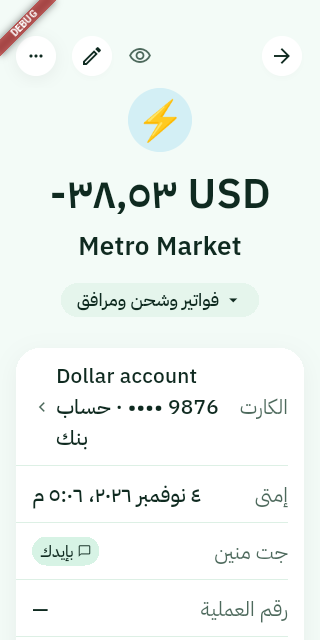 DEBUG
-٣٨,٥٣ USD
Metro Market
فواتير وشحن ومرافق
الكارت
Dollar account
حساب · •••• 9876
بنك
إمتى
٤ نوفمبر ٢٠٢٦، ٥:٠٦ م
جت منين
بإيدك
رقم العملية
—